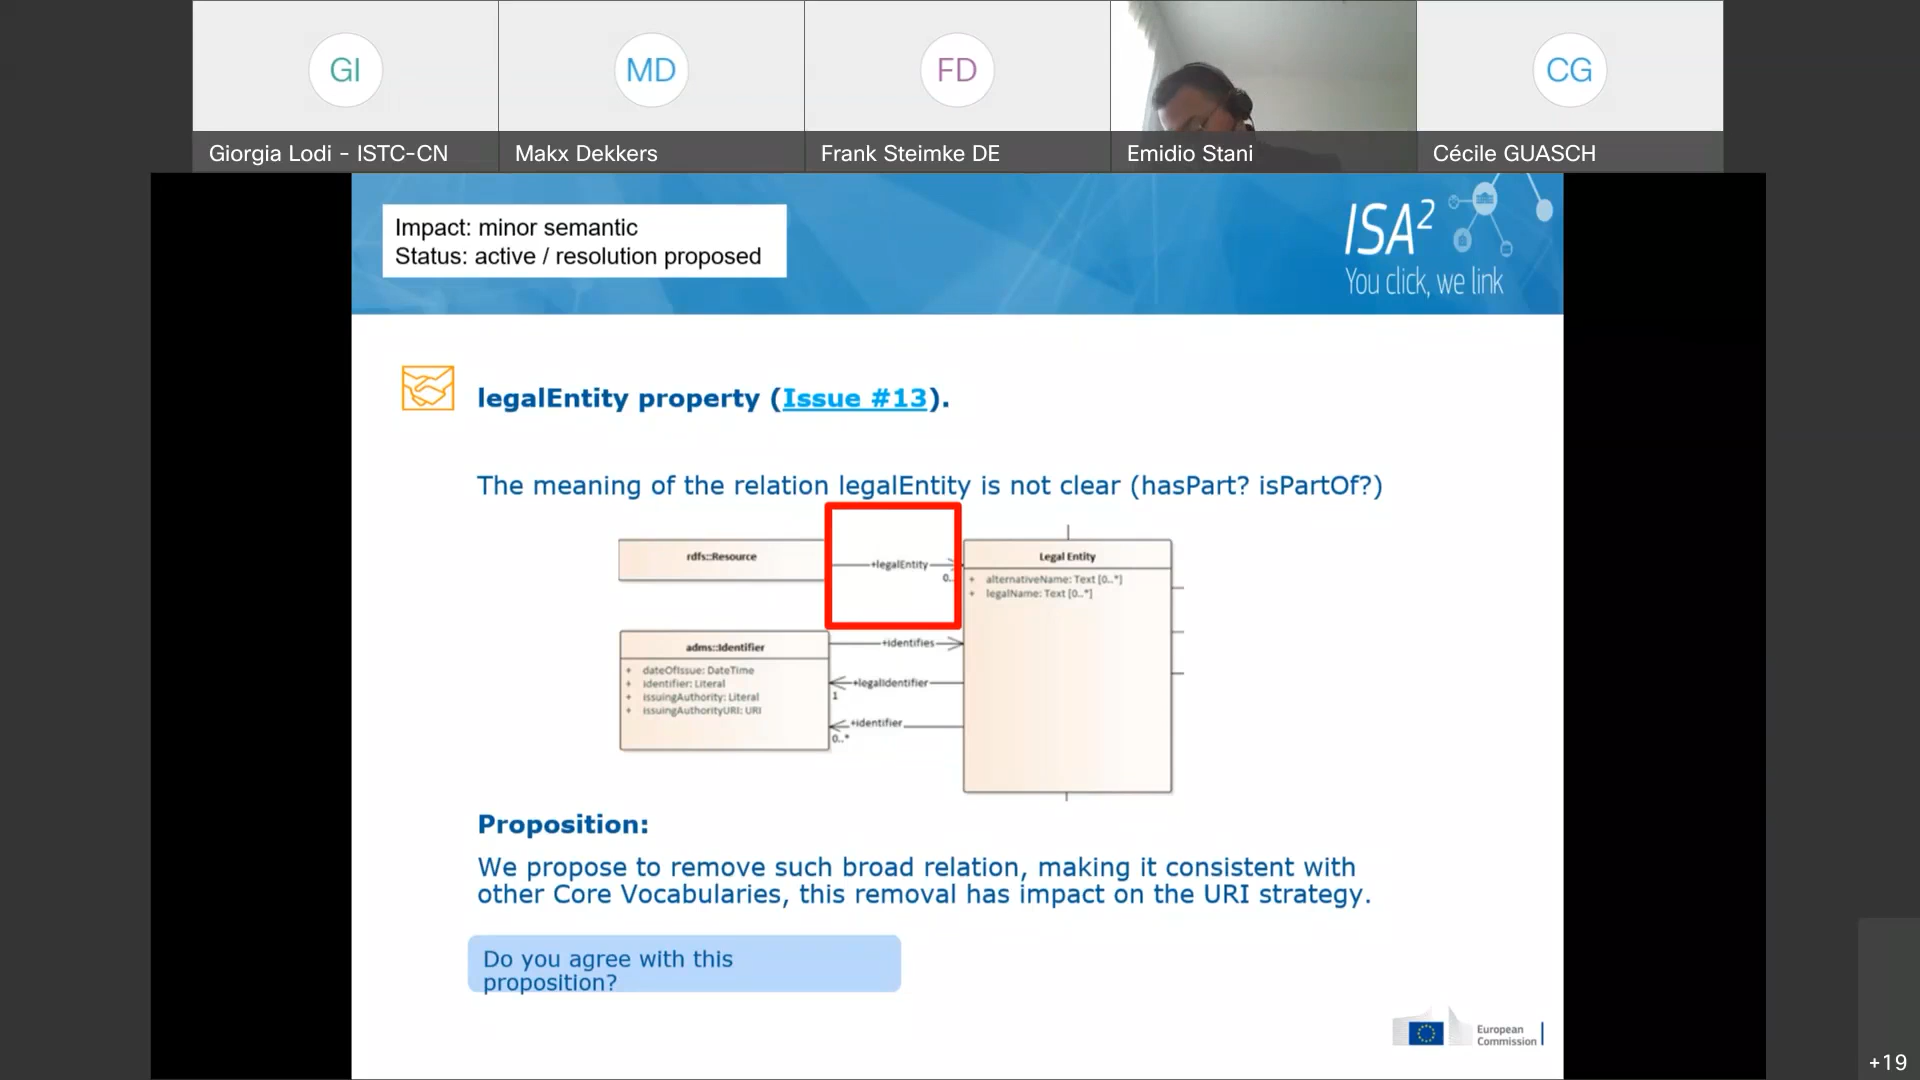 GI
MD
FD
CG
Giorgia Lodi - ISTC-CN
Makx Dekkers
Frank Steimke DE
Emidio Stani
Cécile GUASCH
Impact: minor semantic
Status: active / resolution proposed
ISA²
You click, we link
legalEntity property (Issue #13).
The meaning of the relation legalEntity is not clear (hasPart? isPartOf?)
rdfs::Resource
+legalEntity
0..
Legal Entity
+ alternativeName: Text [0..*]
+ legalName: Text [0..*]
adms::Identifier
+ dateOfIssue: DateTime
+ identifier: Literal
+ issuingAuthority: Literal
+ issuingAuthorityURI: URI
+identifies
+legalIdentifier
1
+identifier
0..*
Proposition:
We propose to remove such broad relation, making it consistent with
other Core Vocabularies, this removal has impact on the URI strategy.
Do you agree with this
proposition?
European
Commission
+19